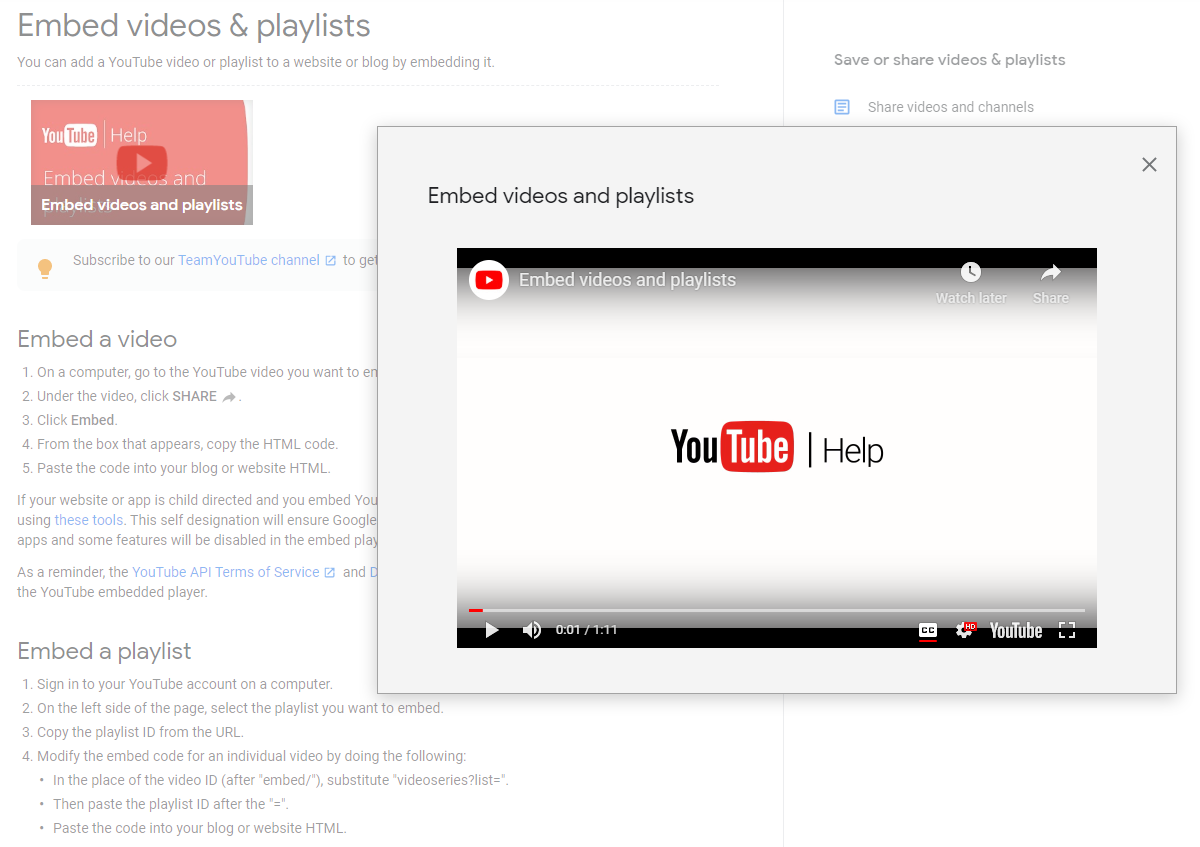 Embed videos & playlists
You can add a YouTube video or playlist to a website or blog by embedding it.
YouTube | Help
Embed videos and
Embed videos and playlists
Subscribe to our TeamYouTube channel to get
Embed a video
1. On a computer, go to the YouTube video you want to en
2. Under the video, click SHARE .
3. Click Embed.
4. From the box that appears, copy the HTML code.
5. Paste the code into your blog or website HTML.
If your website or app is child directed and you embed You
using these tools. This self designation will ensure Google
apps and some features will be disabled in the embed play
As a reminder, the YouTube API Terms of Service and D
the YouTube embedded player.
Embed a playlist
1. Sign in to your YouTube account on a computer.
2. On the left side of the page, select the playlist you want to embed.
3. Copy the playlist ID from the URL.
4. Modify the embed code for an individual video by doing the following:
• In the place of the video ID (after "embed/"), substitute "videoseries?list=".
• Then paste the playlist ID after the "=".
• Paste the code into your blog or website HTML.
Save or share videos & playlists
Share videos and channels
Embed videos and playlists
Embed videos and playlists
Watch later
Share
YouTube | Help
0:01 / 1:11
CC
HD
YouTube